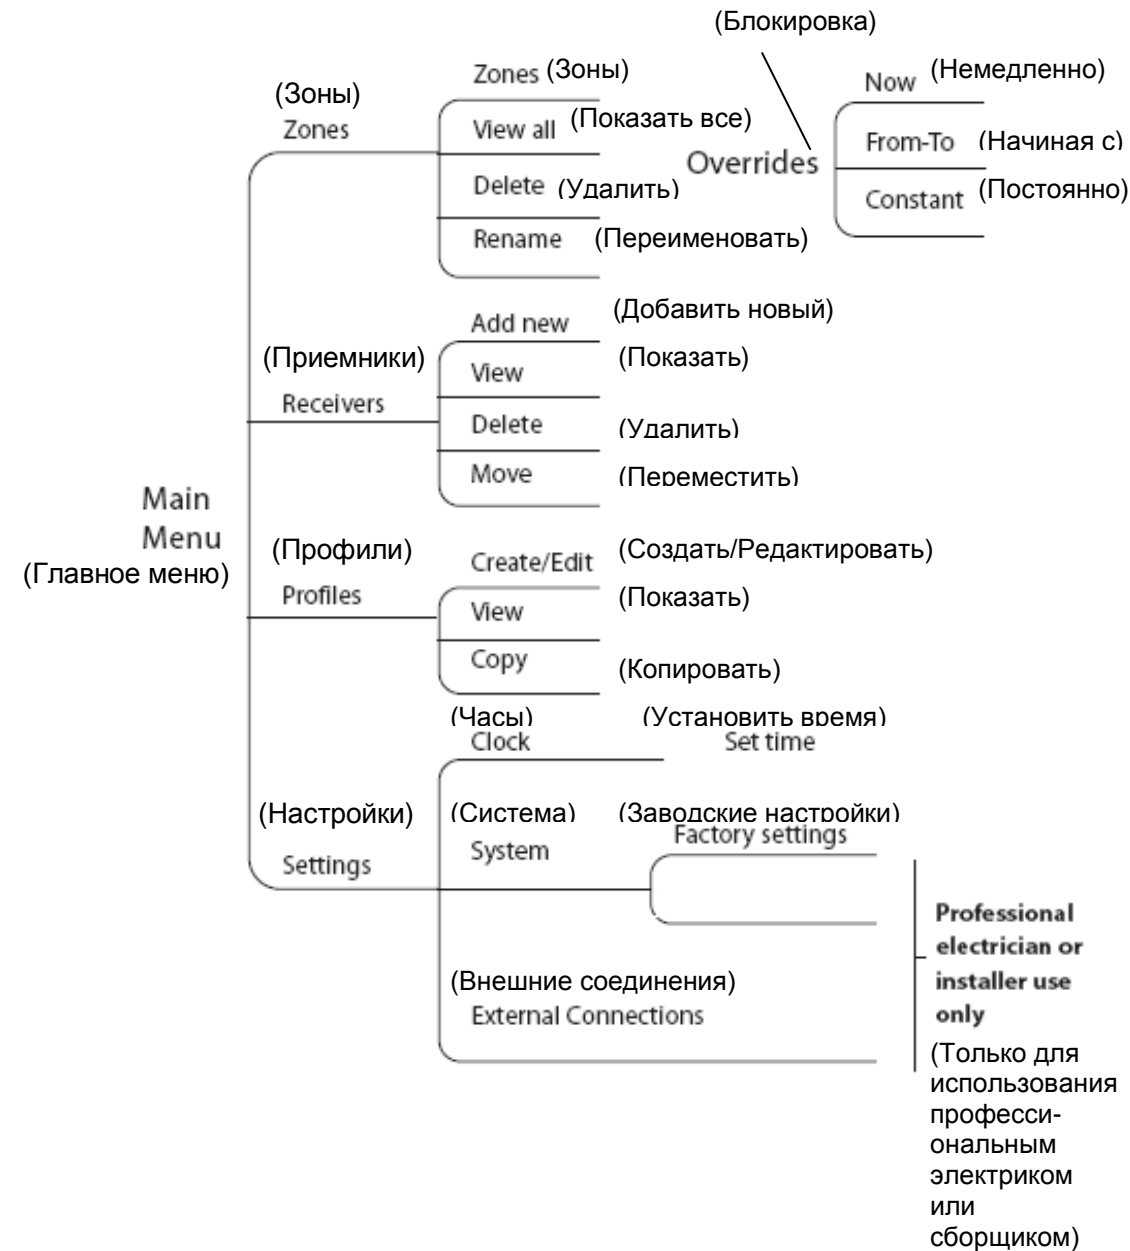 (Блокировка)
Zones (Зоны)
Now (Немедленно)
(Зоны)
Zones
View all (Показать все)
Overrides
From-To (Начиная с)
Delete (Удалить)
Constant (Постоянно)
Rename (Переименовать)
Add new (Добавить новый)
(Приемники)
View (Показать)
Receivers
Delete (Удалить)
Move (Переместить)
Main
Menu
(Главное меню)
(Профили)
Create/Edit (Создать/Редактировать)
Profiles
View (Показать)
Copy (Копировать)
(Часы) (Установить время)
Clock Set time
(Настройки) (Система) (Заводские настройки)
Factory settings
Settings
System
Professional
electrician or
installer use
only
(Внешние соединения)
External Connections
(Только для
использования
професси-
ональным
электриком
или
сборщиком)